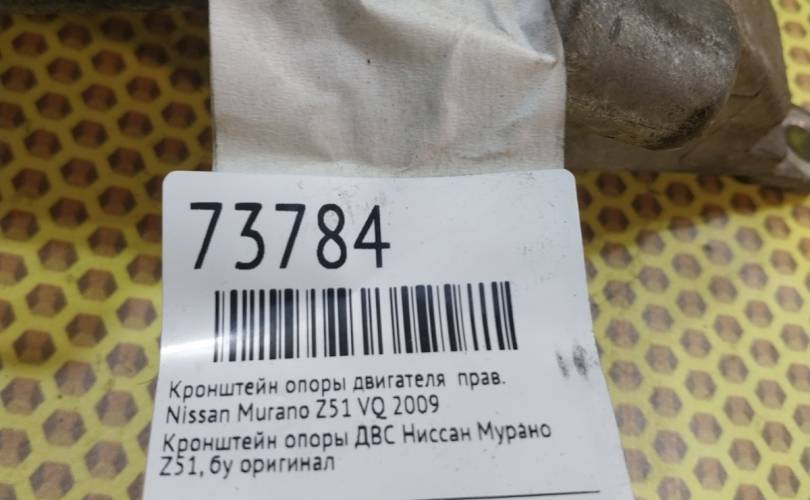 73784
Кронштейн опоры двигателя прав.
Nissan Murano Z51 VQ 2009
Кронштейн опоры ДВС Ниссан Мурано
Z51, бу оригинал